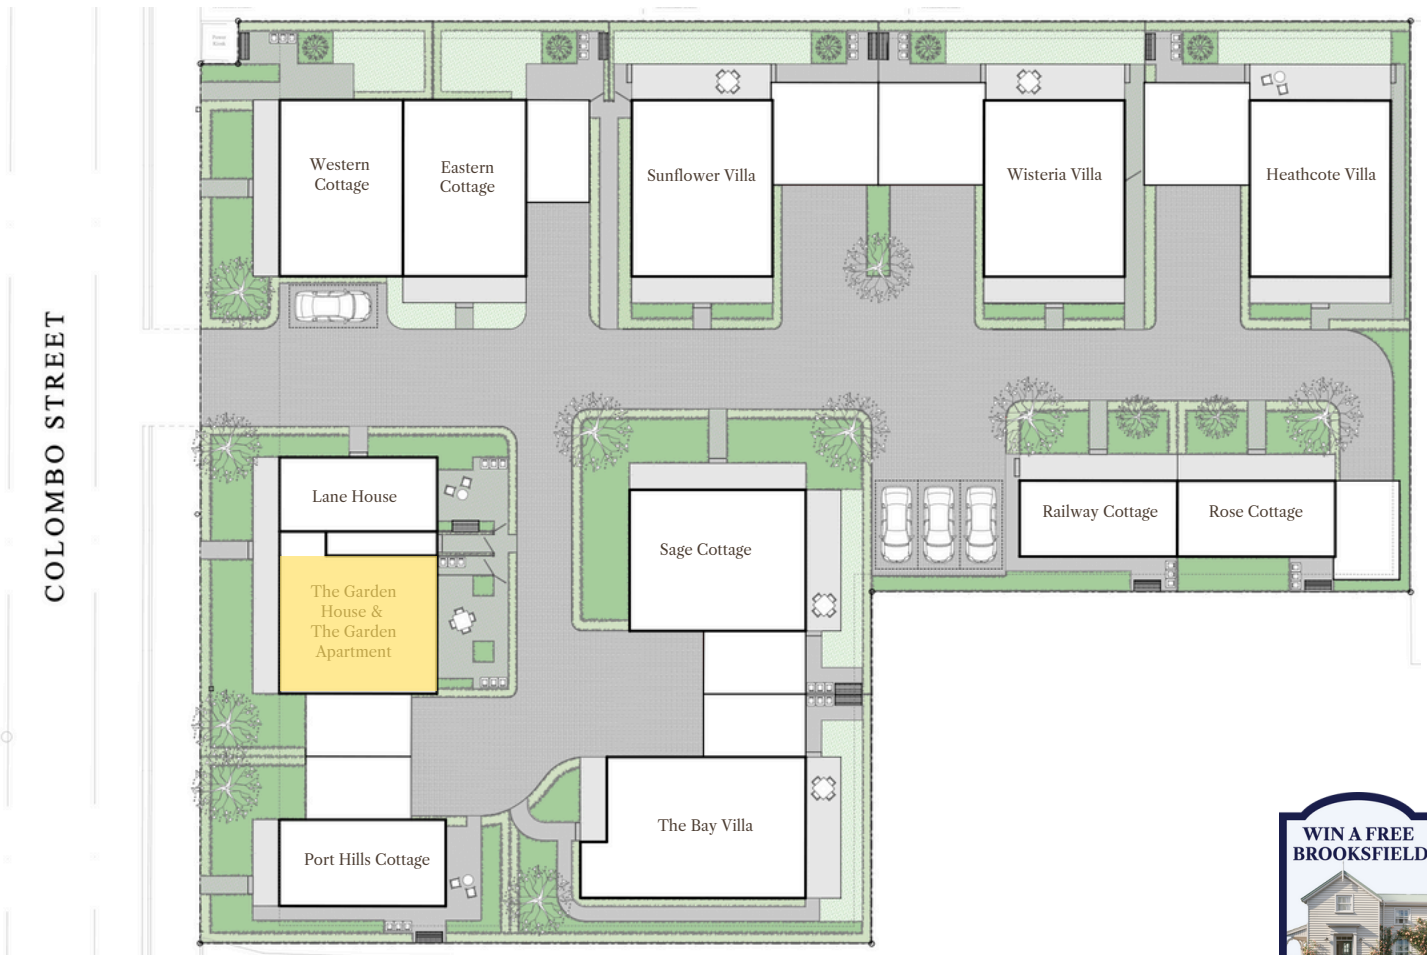 Western
Cottage
Eastern
Cottage
Sunflower Villa
Wisteria Villa
Heathcote Villa
COLOMBO STREET
Lane House
The Garden
House &
The Garden
Apartment
Sage Cottage
Railway Cottage
Rose Cottage
The Bay Villa
Port Hills Cottage
WIN A FREE
BROOKSFIELD